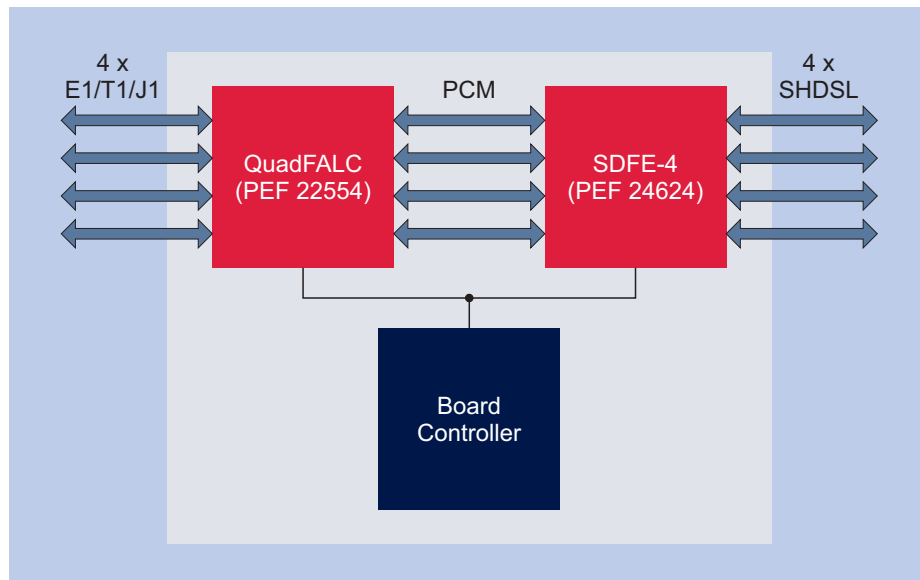 4 x
E1/T1/J1
PCM
4 x
SHDSL
QuadFALC
(PEF 22554)
SDFE-4
(PEF 24624)
Board
Controller